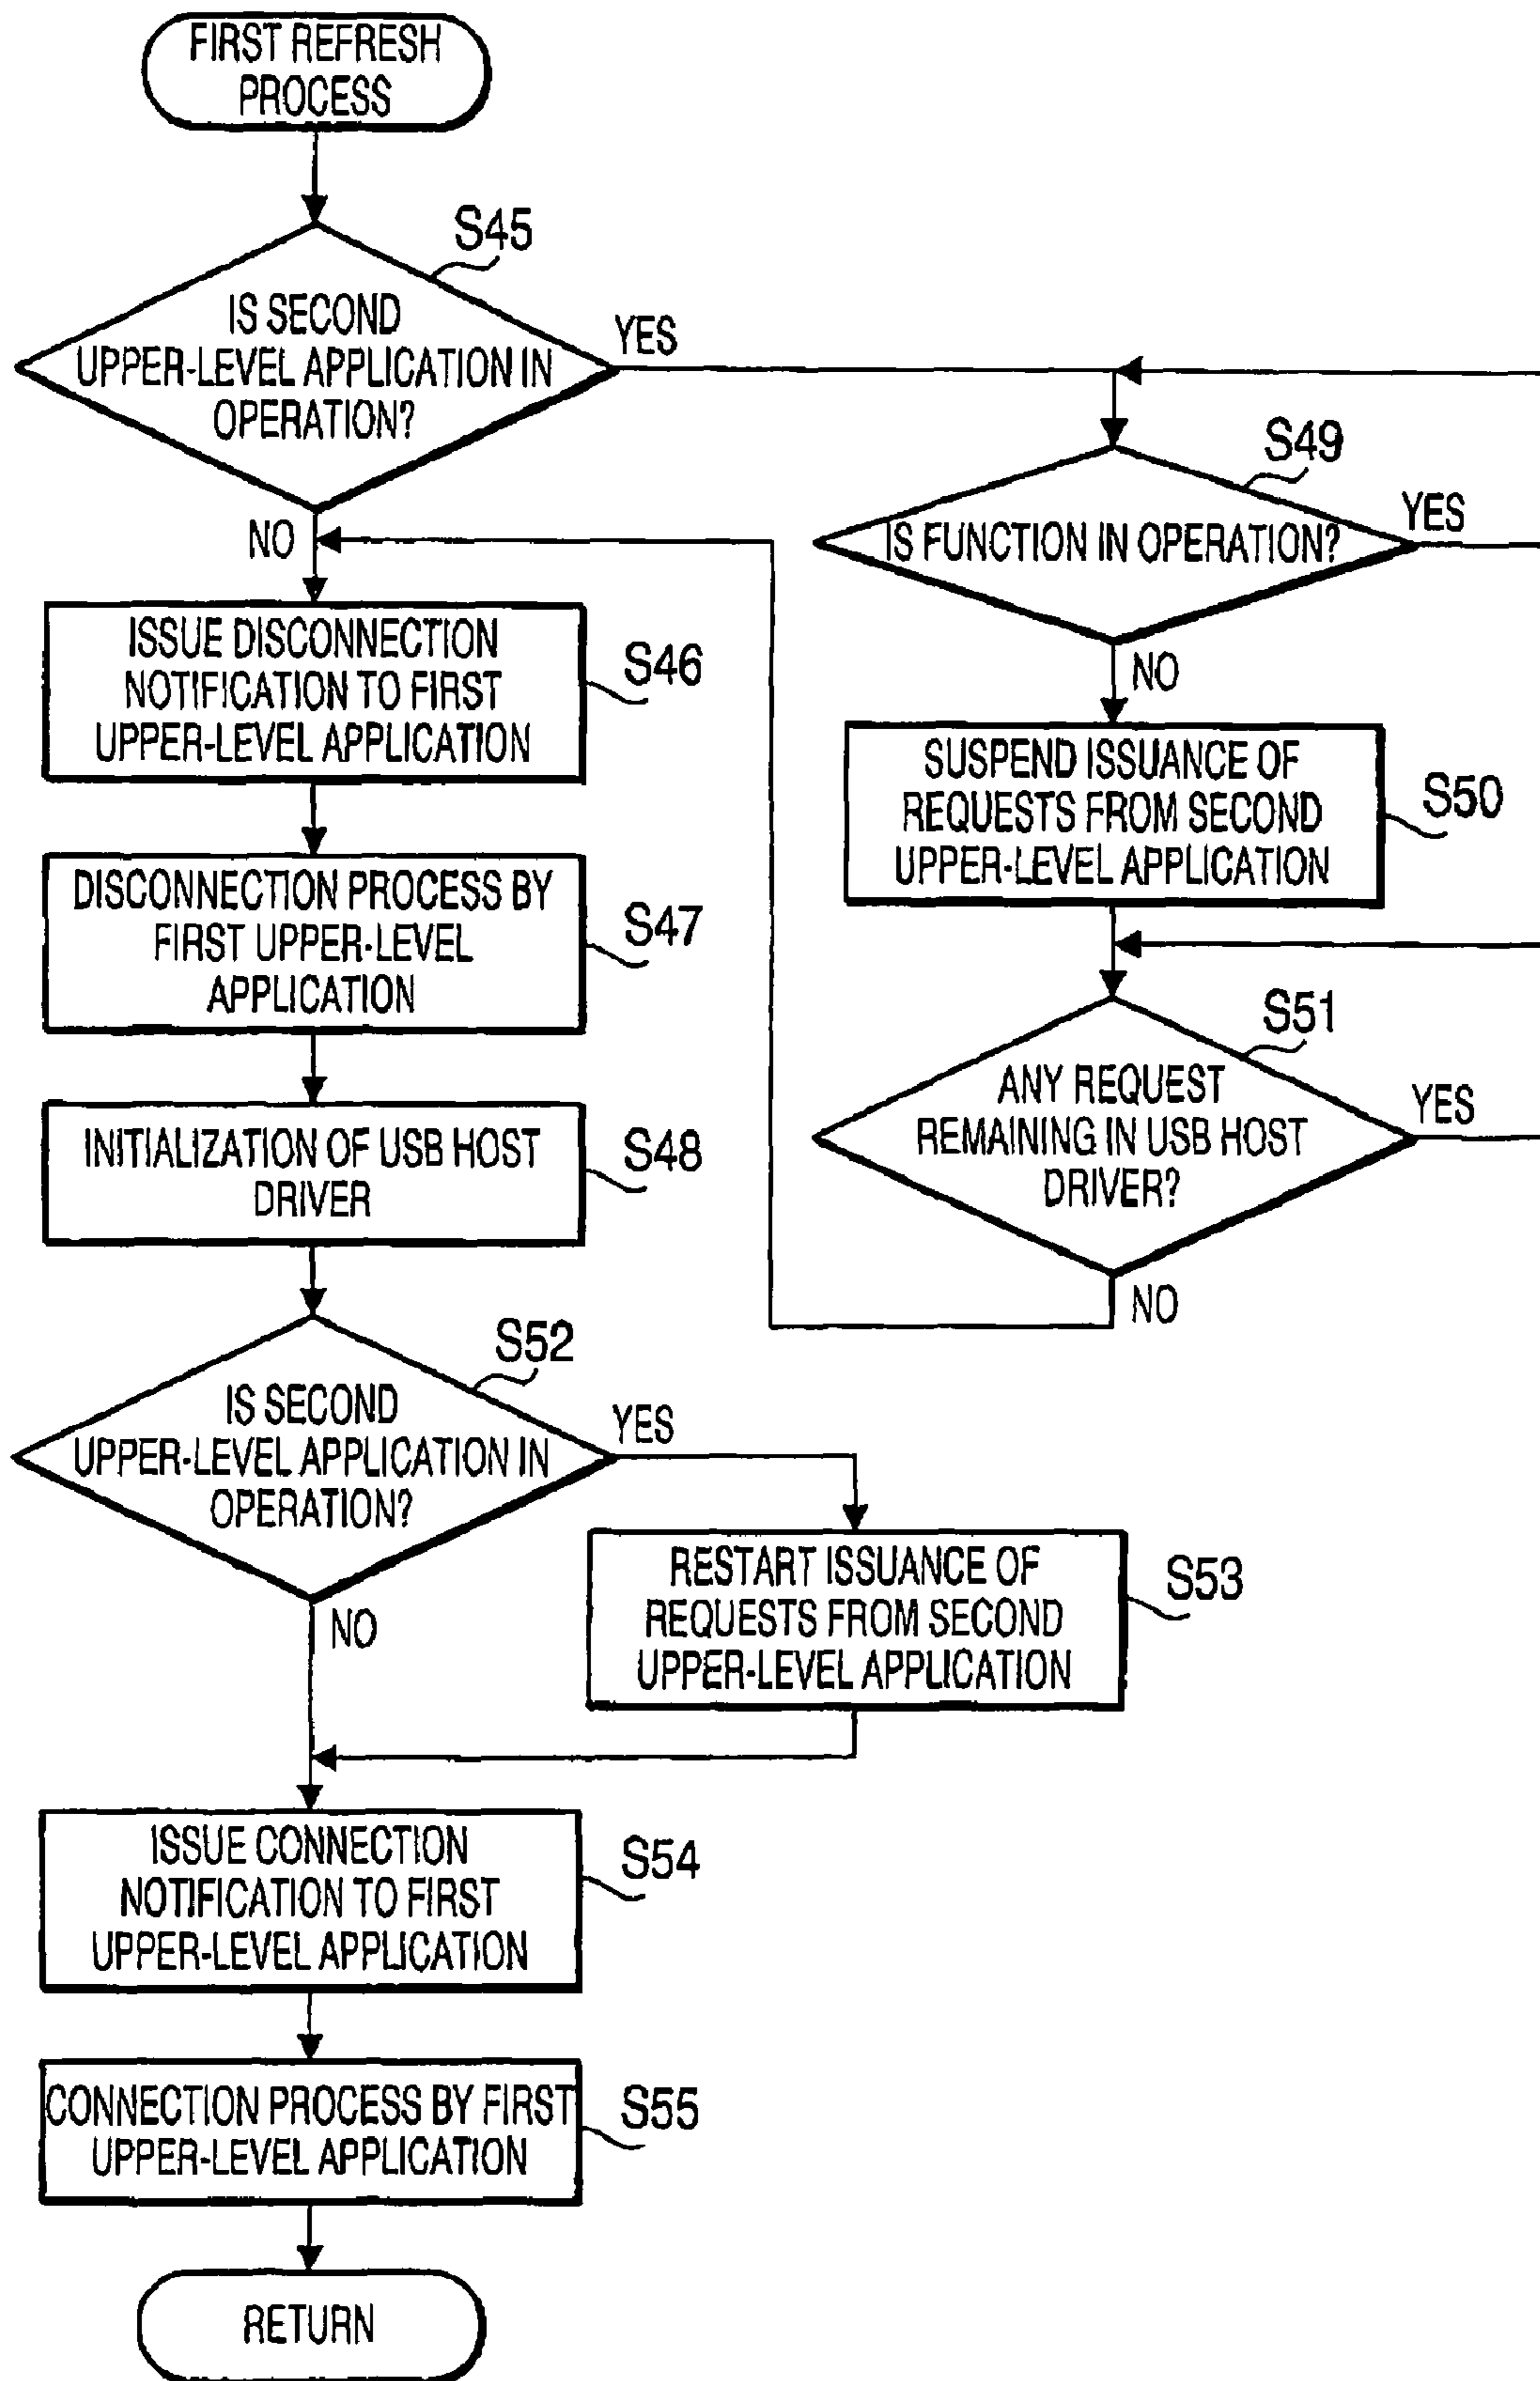 FIRST REFRESH
PROCESS
S45
IS SECOND
UPPER-LEVEL APPLICATION IN
OPERATION?
YES
NO
S46
ISSUE DISCONNECTION
NOTIFICATION TO FIRST
UPPER-LEVEL APPLICATION
S47
DISCONNECTION PROCESS BY
FIRST UPPER-LEVEL
APPLICATION
S48
INITIALIZATION OF USB HOST
DRIVER
S49
IS FUNCTION IN OPERATION?
YES
NO
S50
SUSPEND ISSUANCE OF
REQUESTS FROM SECOND
UPPER-LEVEL APPLICATION
S51
ANY REQUEST
REMAINING IN USB HOST
DRIVER?
YES
NO
S52
IS SECOND
UPPER-LEVEL APPLICATION IN
OPERATION?
YES
NO
S53
RESTART ISSUANCE OF
REQUESTS FROM SECOND
UPPER-LEVEL APPLICATION
S54
ISSUE CONNECTION
NOTIFICATION TO FIRST
UPPER-LEVEL APPLICATION
S55
CONNECTION PROCESS BY FIRST
UPPER-LEVEL APPLICATION
RETURN